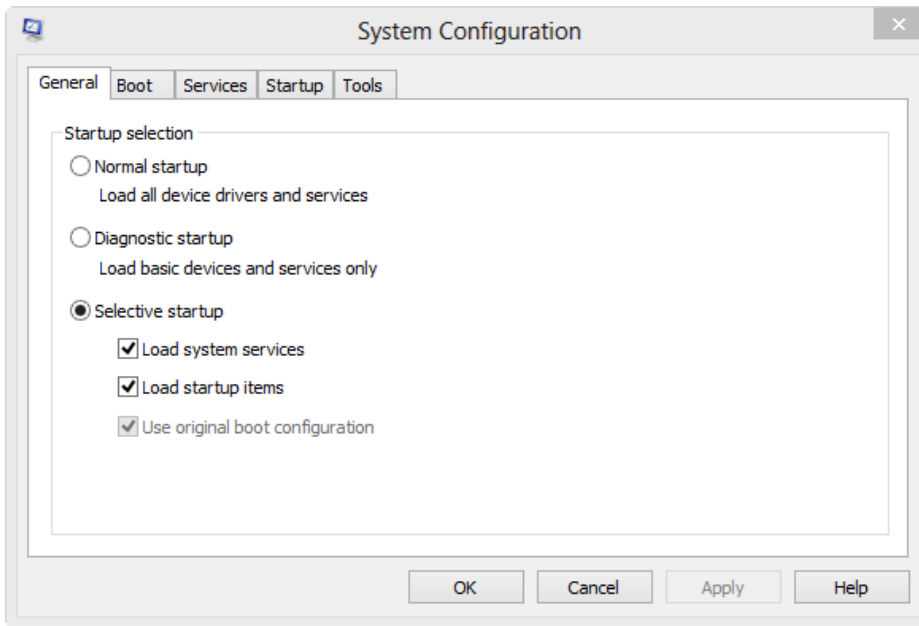 System Configuration
General Boot Services Startup Tools
Startup selection
Normal startup
Load all device drivers and services
Diagnostic startup
Load basic devices and services only
Selective startup
Load system services
Load startup items
Use original boot configuration
OK Cancel Apply Help